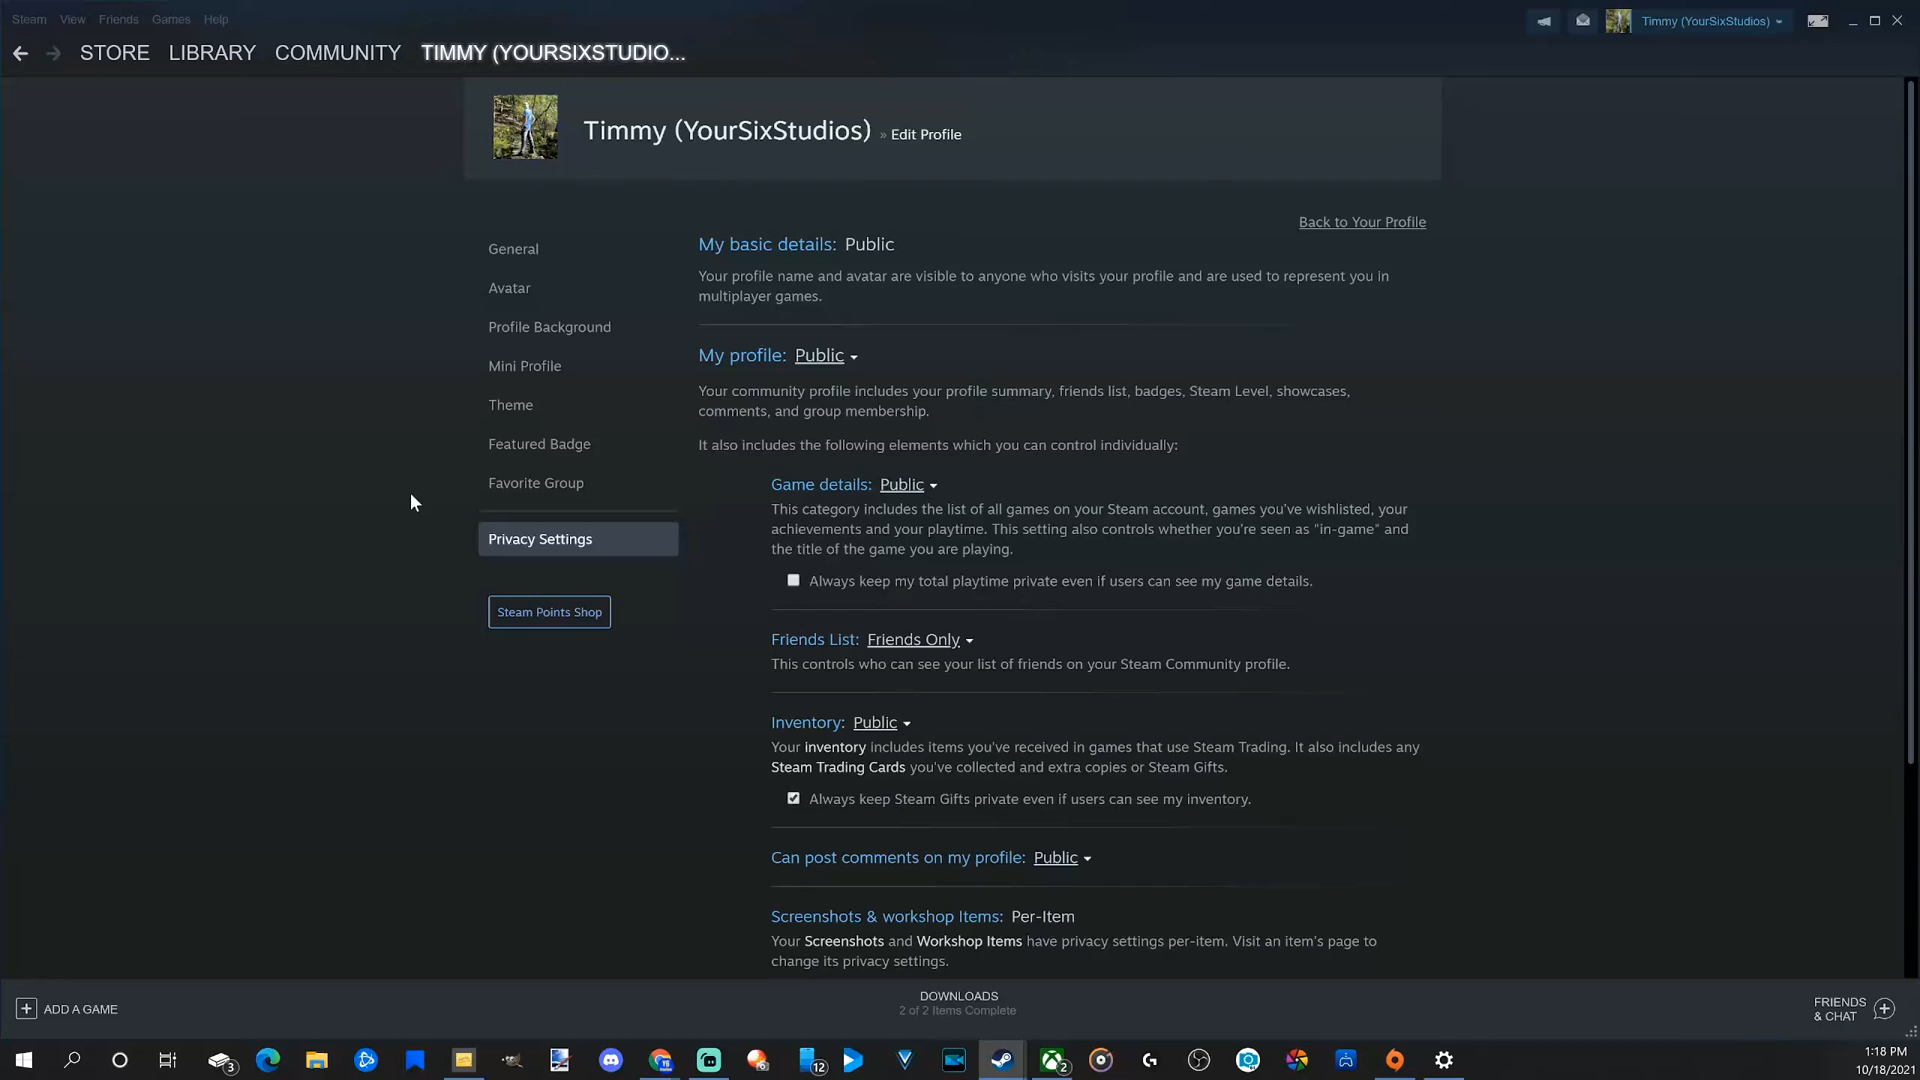 Steam View Friends Games Help
Timmy (YourSixStudios)
STORE LIBRARY COMMUNITY TIMMY (YOURSIXSTUDIO...
Timmy (YourSixStudios) » Edit Profile
Back to Your Profile
General
Avatar
Profile Background
Mini Profile
Theme
Featured Badge
Favorite Group
Privacy Settings
Steam Points Shop
My basic details: Public
Your profile name and avatar are visible to anyone who visits your profile and are used to represent you in
multiplayer games.
My profile: Public
Your community profile includes your profile summary, friends list, badges, Steam Level, showcases,
comments, and group membership.
It also includes the following elements which you can control individually:
Game details: Public
This category includes the list of all games on your Steam account, games you've wishlisted, your
achievements and your playtime. This setting also controls whether you're seen as "in-game" and
the title of the game you are playing.
Always keep my total playtime private even if users can see my game details.
Friends List: Friends Only
This controls who can see your list of friends on your Steam Community profile.
Inventory: Public
Your inventory includes items you've received in games that use Steam Trading. It also includes any
Steam Trading Cards you've collected and extra copies or Steam Gifts.
Always keep Steam Gifts private even if users can see my inventory.
Can post comments on my profile: Public
Screenshots & workshop Items: Per-Item
Your Screenshots and Workshop Items have privacy settings per-item. Visit an item's page to
change its privacy settings.
ADD A GAME
DOWNLOADS
2 of 2 Items Complete
FRIENDS
& CHAT
3
12
2
1:18 PM
10/18/2021